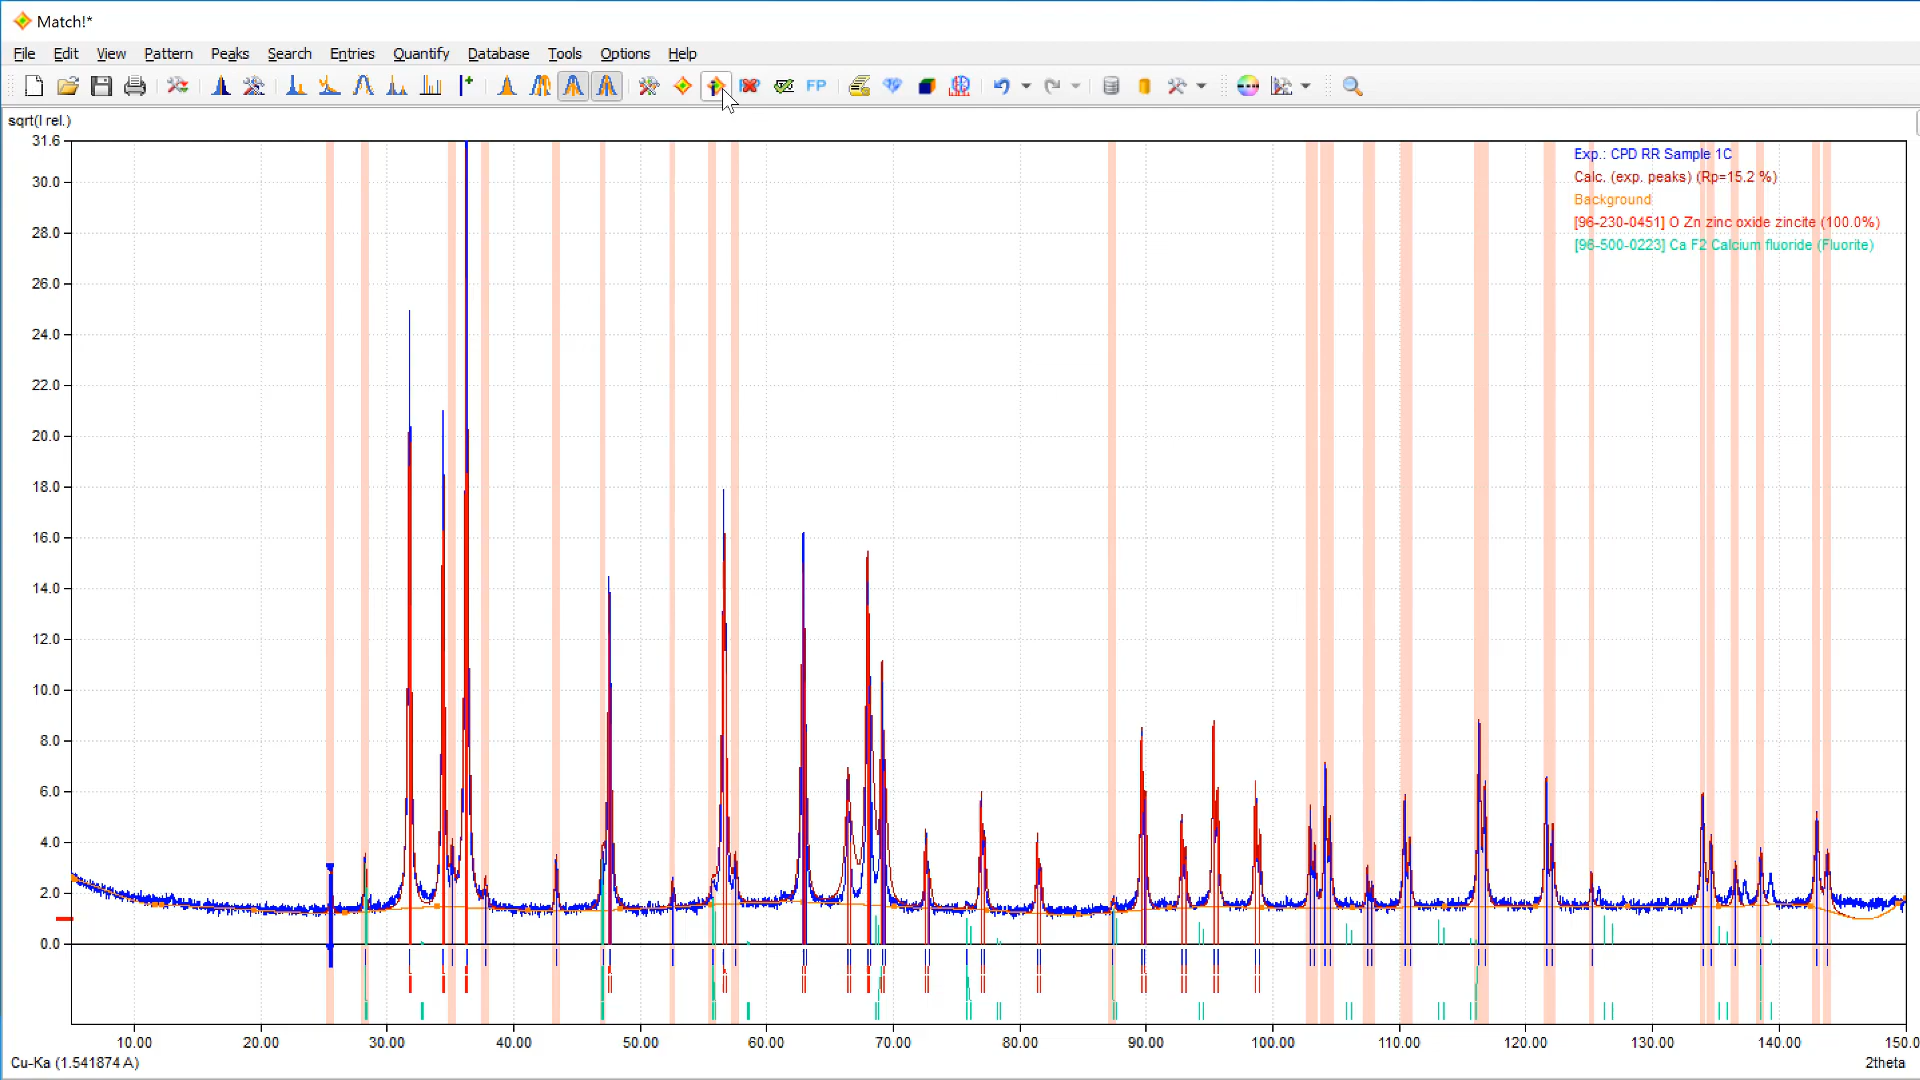 Match!*
File Edit View Pattern Peaks Search Entries Quantify Database Tools Options Help
FP
sqrt(I rel.)
31.6
30.0
28.0
26.0
24.0
22.0
20.0
18.0
16.0
14.0
12.0
10.0
8.0
6.0
4.0
2.0
0.0
Exp.: CPD RR Sample 1C
Calc. (exp. peaks) (Rp=15.2 %)
Background
[96-230-0451] O Zn zinc oxide zincite (100.0%)
[96-500-0223] Ca F2 Calcium fluoride (Fluorite)
10.00 20.00 30.00 40.00 50.00 60.00 70.00 80.00 90.00 100.00 110.00 120.00 130.00 140.00 150.0
Cu-Ka (1.541874 A) 2theta